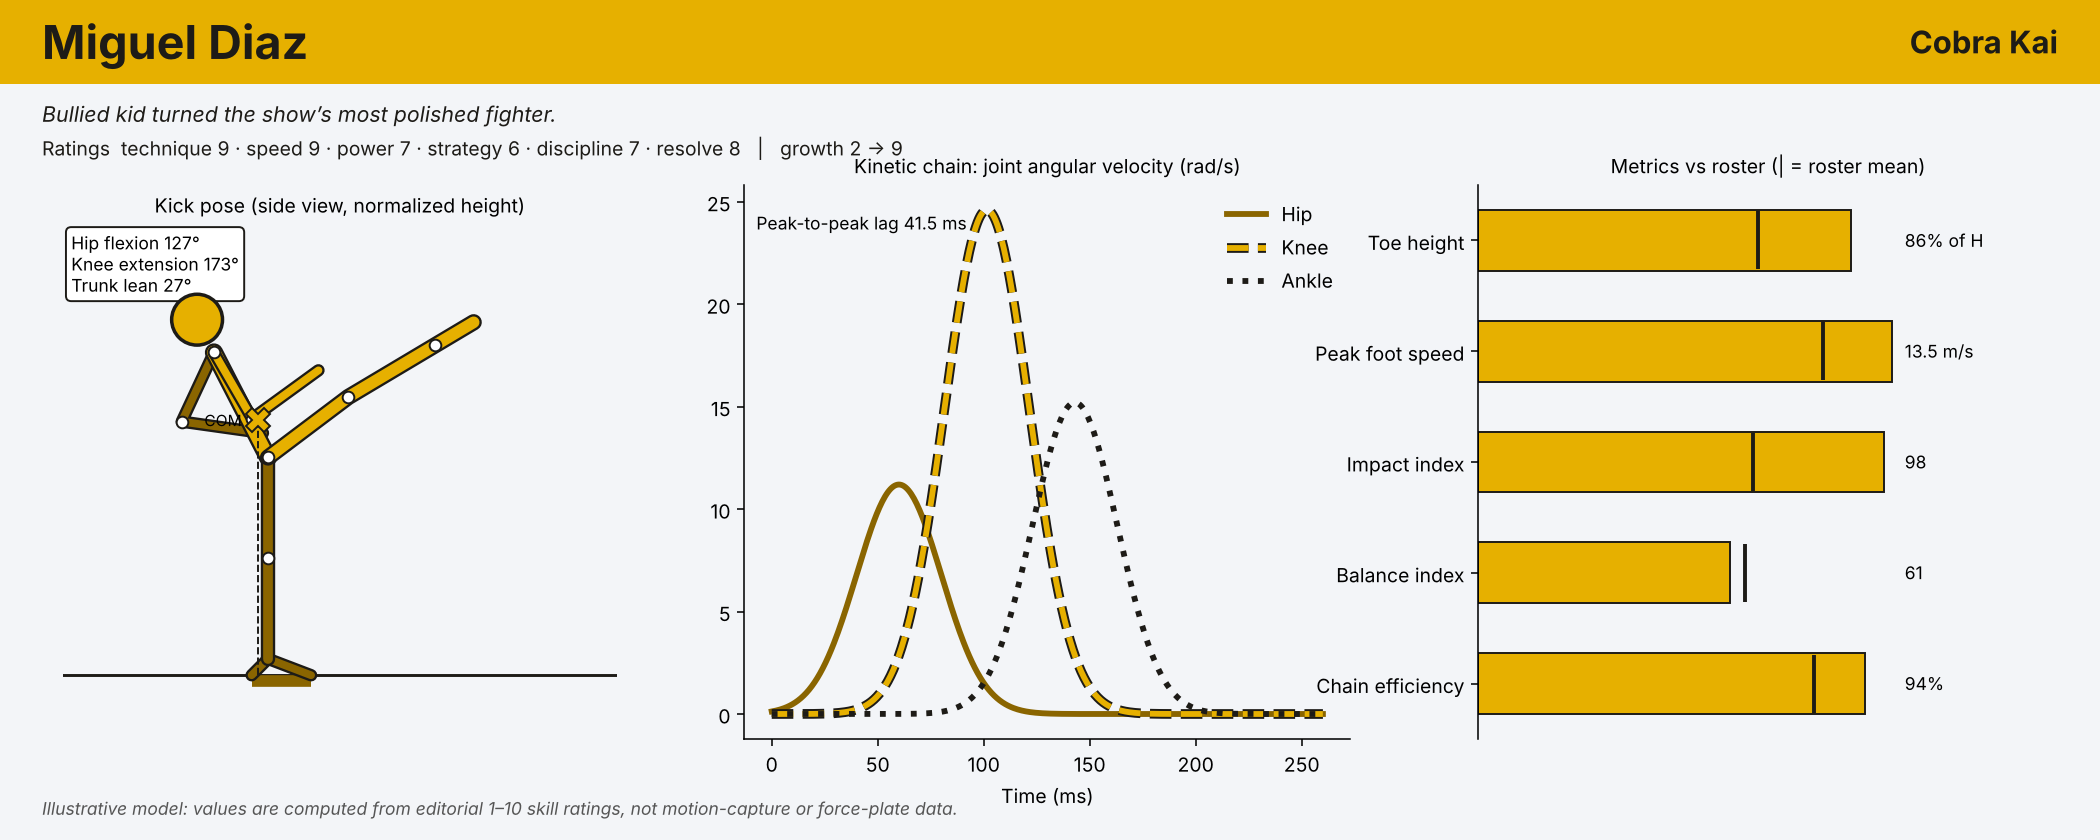 Miguel Diaz
Cobra Kai
Bullied kid turned the show’s most polished fighter.
Ratings  technique 9 · speed 9 · power 7 · strategy 6 · discipline 7 · resolve 8  |  growth 2 → 9
Kick pose (side view, normalized height)
Hip flexion 127°
Knee extension 173°
Trunk lean 27°
COM
Kinetic chain: joint angular velocity (rad/s)
Peak-to-peak lag 41.5 ms
Hip
Knee
Ankle
25
20
15
10
5
0
0 50 100 150 200 250
Time (ms)
Metrics vs roster (| = roster mean)
Toe height 86% of H
Peak foot speed 13.5 m/s
Impact index 98
Balance index 61
Chain efficiency 94%
Illustrative model: values are computed from editorial 1–10 skill ratings, not motion-capture or force-plate data.